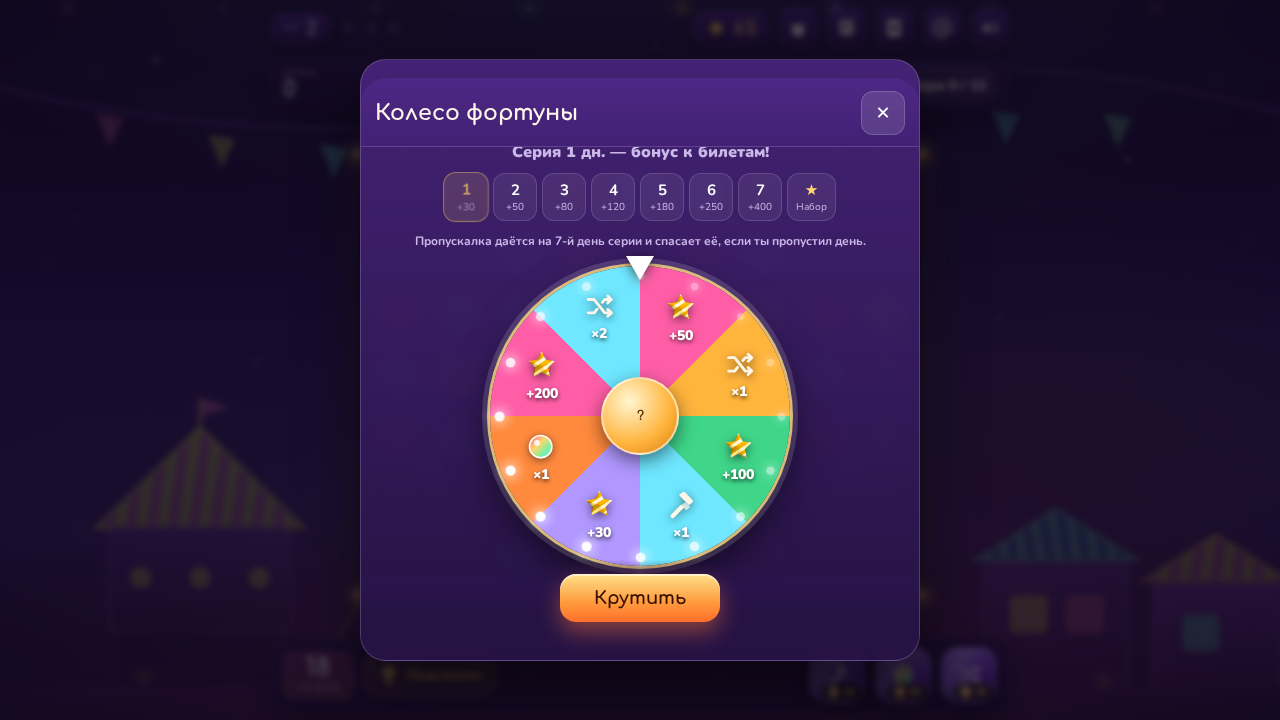 Колесо фортуны
Серия 1 дн. — бонус к билетам!
1 2 3 4 5 6 7 ★
+30 +50 +80 +120 +180 +250 +400 Набор
Пропускалка даётся на 7-й день серии и спасает её, если ты пропустил день.
×2 +50
+200 ×1
?
×1 +100
+30 ×1
Крутить